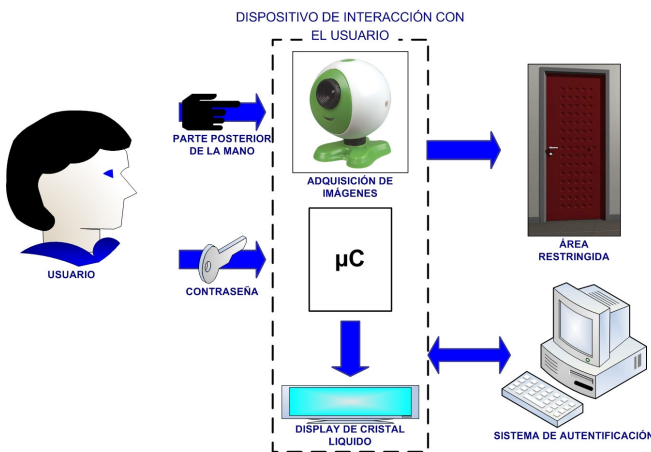 DISPOSITIVO DE INTERACCIÓN CON
EL USUARIO
PARTE POSTERIOR
DE LA MANO
ADQUISICIÓN DE
IMÁGENES
ÁREA
RESTRINGIDA
USUARIO
CONTRASEÑA
µC
DISPLAY DE CRISTAL
LIQUIDO
SISTEMA DE AUTENTIFICACIÓN